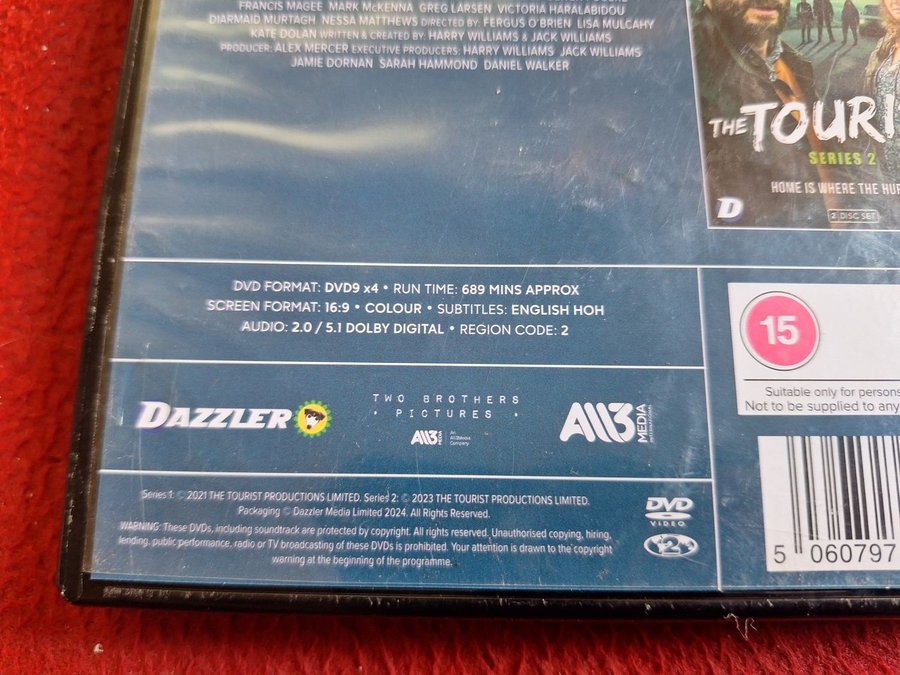 FRANCIS MAGEE MARK McKENNA GREG LARSEN VICTORIA HARALABIDOU
DIARMAID MURTAGH NESSA MATTHEWS DIRECTED BY: FERGUS O'BRIEN LISA MULCAHY
KATE DOLAN WRITTEN & CREATED BY: HARRY WILLIAMS & JACK WILLIAMS
PRODUCER: ALEX MERCER EXECUTIVE PRODUCERS: HARRY WILLIAMS JACK WILLIAMS
JAMIE DORNAN SARAH HAMMOND DANIEL WALKER
THE TOURI
SERIES 2
HOME IS WHERE THE HUR
D
2 DISC SET
DVD FORMAT: DVD9 x4 • RUN TIME: 689 MINS APPROX
SCREEN FORMAT: 16:9 • COLOUR • SUBTITLES: ENGLISH HOH
AUDIO: 2.0 / 5.1 DOLBY DIGITAL • REGION CODE: 2
15
Suitable only for persons
Not to be supplied to any
DAZZLER
TWO BROTHERS
• PICTURES •
All3 MEDIA
An
All3Media
Company
All3 MEDIA INTERNATIONAL
Series 1: © 2021 THE TOURIST PRODUCTIONS LIMITED. Series 2: © 2023 THE TOURIST PRODUCTIONS LIMITED.
Packaging © Dazzler Media Limited 2024. All Rights Reserved.
WARNING: These DVDs, including soundtrack are protected by copyright. All rights reserved. Unauthorised copying, hiring,
lending, public performance, radio or TV broadcasting of these DVDs is prohibited. Your attention is drawn to the copyright
warning at the beginning of the programme.
DVD
VIDEO
2
5 060797